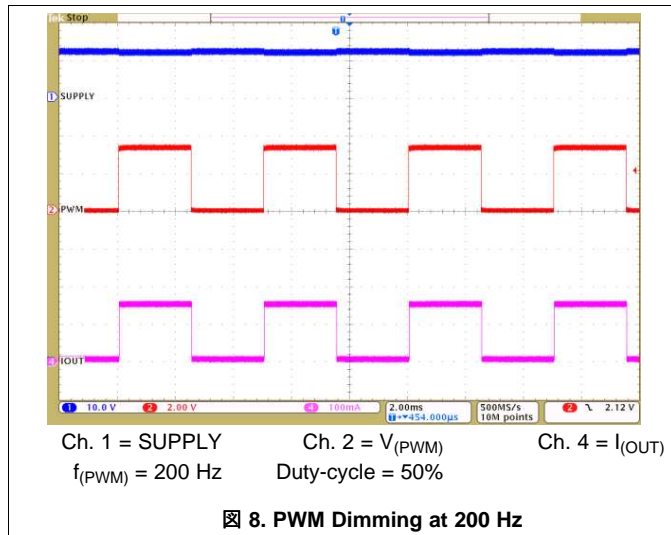 Tek Stop
T
T
1 SUPPLY
2 PWM
4 IOUT
1 10.0 V 2 2.00 V 4 100mA 2.00ms 500MS/s 2 \ 2.12 V
T→▼454.000µs 10M points
Ch. 1 = SUPPLY Ch. 2 = V(PWM) Ch. 4 = I(OUT)
f(PWM) = 200 Hz Duty-cycle = 50%
図 8. PWM Dimming at 200 Hz